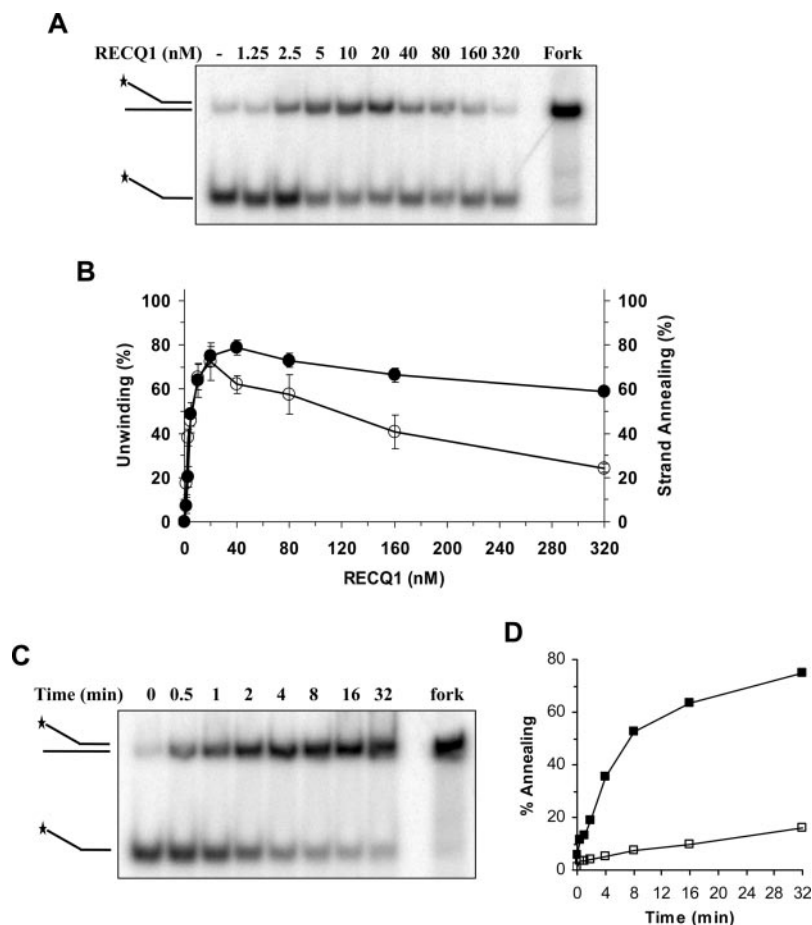 A
RECQ1 (nM) - 1.25 2.5 5 10 20 40 80 160 320 Fork
B
100 100
80 80
60 60
40 40
20 20
0 0
Unwinding (%)
Strand Annealing (%)
0 40 80 120 160 200 240 280 320
RECQ1 (nM)
C
Time (min) 0 0.5 1 2 4 8 16 32 fork
D
80
60
40
20
0
% Annealing
0 4 8 12 16 20 24 28 32
Time (min)